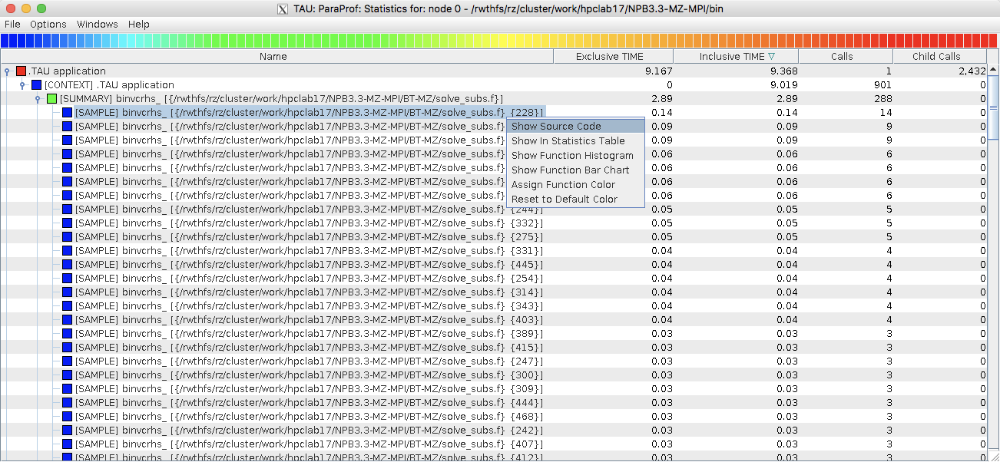 TAU: ParaProf: Statistics for: node 0 - /rwthfs/rz/cluster/work/hpclab17/NPB3.3-MZ-MPI/bin
File Options Windows Help
Name Exclusive TIME Inclusive TIME ▽ Calls Child Calls
.TAU application 9.167 9.368 1 2,432
[CONTEXT] .TAU application 0 9.019 901 0
[SUMMARY] binvcrhs_ [{/rwthfs/rz/cluster/work/hpclab17/NPB3.3-MZ-MPI/BT-MZ/solve_subs.f}] 2.89 2.89 288 0
[SAMPLE] binvcrhs_ [{/rwthfs/rz/cluster/work/hpclab17/NPB3.3-MZ-MPI/BT-MZ/solve_subs.f} {228}] 0.14 0.14 14 0
[SAMPLE] binvcrhs_ [{/rwthfs/rz/cluster/work/hpclab17/NPB3.3-MZ-MPI/BT-MZ/solve_subs.f} Show Source Code 0.09 0.09 9 0
[SAMPLE] binvcrhs_ [{/rwthfs/rz/cluster/work/hpclab17/NPB3.3-MZ-MPI/BT-MZ/solve_subs.f} Show In Statistics Table 0.09 0.09 9 0
[SAMPLE] binvcrhs_ [{/rwthfs/rz/cluster/work/hpclab17/NPB3.3-MZ-MPI/BT-MZ/solve_subs.f} Show Function Histogram 0.06 0.06 6 0
[SAMPLE] binvcrhs_ [{/rwthfs/rz/cluster/work/hpclab17/NPB3.3-MZ-MPI/BT-MZ/solve_subs.f} Show Function Bar Chart 0.06 0.06 6 0
[SAMPLE] binvcrhs_ [{/rwthfs/rz/cluster/work/hpclab17/NPB3.3-MZ-MPI/BT-MZ/solve_subs.f} Assign Function Color 0.06 0.06 6 0
[SAMPLE] binvcrhs_ [{/rwthfs/rz/cluster/work/hpclab17/NPB3.3-MZ-MPI/BT-MZ/solve_subs.f} Reset to Default Color 0.06 0.06 6 0
[SAMPLE] binvcrhs_ [{/rwthfs/rz/cluster/work/hpclab17/NPB3.3-MZ-MPI/BT-MZ/solve_subs.f} {244}] 0.05 0.05 5 0
[SAMPLE] binvcrhs_ [{/rwthfs/rz/cluster/work/hpclab17/NPB3.3-MZ-MPI/BT-MZ/solve_subs.f} {332}] 0.05 0.05 5 0
[SAMPLE] binvcrhs_ [{/rwthfs/rz/cluster/work/hpclab17/NPB3.3-MZ-MPI/BT-MZ/solve_subs.f} {275}] 0.05 0.05 5 0
[SAMPLE] binvcrhs_ [{/rwthfs/rz/cluster/work/hpclab17/NPB3.3-MZ-MPI/BT-MZ/solve_subs.f} {331}] 0.04 0.04 4 0
[SAMPLE] binvcrhs_ [{/rwthfs/rz/cluster/work/hpclab17/NPB3.3-MZ-MPI/BT-MZ/solve_subs.f} {445}] 0.04 0.04 4 0
[SAMPLE] binvcrhs_ [{/rwthfs/rz/cluster/work/hpclab17/NPB3.3-MZ-MPI/BT-MZ/solve_subs.f} {254}] 0.04 0.04 4 0
[SAMPLE] binvcrhs_ [{/rwthfs/rz/cluster/work/hpclab17/NPB3.3-MZ-MPI/BT-MZ/solve_subs.f} {314}] 0.04 0.04 4 0
[SAMPLE] binvcrhs_ [{/rwthfs/rz/cluster/work/hpclab17/NPB3.3-MZ-MPI/BT-MZ/solve_subs.f} {343}] 0.04 0.04 4 0
[SAMPLE] binvcrhs_ [{/rwthfs/rz/cluster/work/hpclab17/NPB3.3-MZ-MPI/BT-MZ/solve_subs.f} {403}] 0.04 0.04 4 0
[SAMPLE] binvcrhs_ [{/rwthfs/rz/cluster/work/hpclab17/NPB3.3-MZ-MPI/BT-MZ/solve_subs.f} {389}] 0.03 0.03 3 0
[SAMPLE] binvcrhs_ [{/rwthfs/rz/cluster/work/hpclab17/NPB3.3-MZ-MPI/BT-MZ/solve_subs.f} {415}] 0.03 0.03 3 0
[SAMPLE] binvcrhs_ [{/rwthfs/rz/cluster/work/hpclab17/NPB3.3-MZ-MPI/BT-MZ/solve_subs.f} {247}] 0.03 0.03 3 0
[SAMPLE] binvcrhs_ [{/rwthfs/rz/cluster/work/hpclab17/NPB3.3-MZ-MPI/BT-MZ/solve_subs.f} {300}] 0.03 0.03 3 0
[SAMPLE] binvcrhs_ [{/rwthfs/rz/cluster/work/hpclab17/NPB3.3-MZ-MPI/BT-MZ/solve_subs.f} {309}] 0.03 0.03 3 0
[SAMPLE] binvcrhs_ [{/rwthfs/rz/cluster/work/hpclab17/NPB3.3-MZ-MPI/BT-MZ/solve_subs.f} {444}] 0.03 0.03 3 0
[SAMPLE] binvcrhs_ [{/rwthfs/rz/cluster/work/hpclab17/NPB3.3-MZ-MPI/BT-MZ/solve_subs.f} {468}] 0.03 0.03 3 0
[SAMPLE] binvcrhs_ [{/rwthfs/rz/cluster/work/hpclab17/NPB3.3-MZ-MPI/BT-MZ/solve_subs.f} {242}] 0.03 0.03 3 0
[SAMPLE] binvcrhs_ [{/rwthfs/rz/cluster/work/hpclab17/NPB3.3-MZ-MPI/BT-MZ/solve_subs.f} {407}] 0.03 0.03 3 0
[SAMPLE] binvcrhs_ [{/rwthfs/rz/cluster/work/hpclab17/NPB3.3-MZ-MPI/BT-MZ/solve_subs.f} {412}] 0.03 0.03 3 0